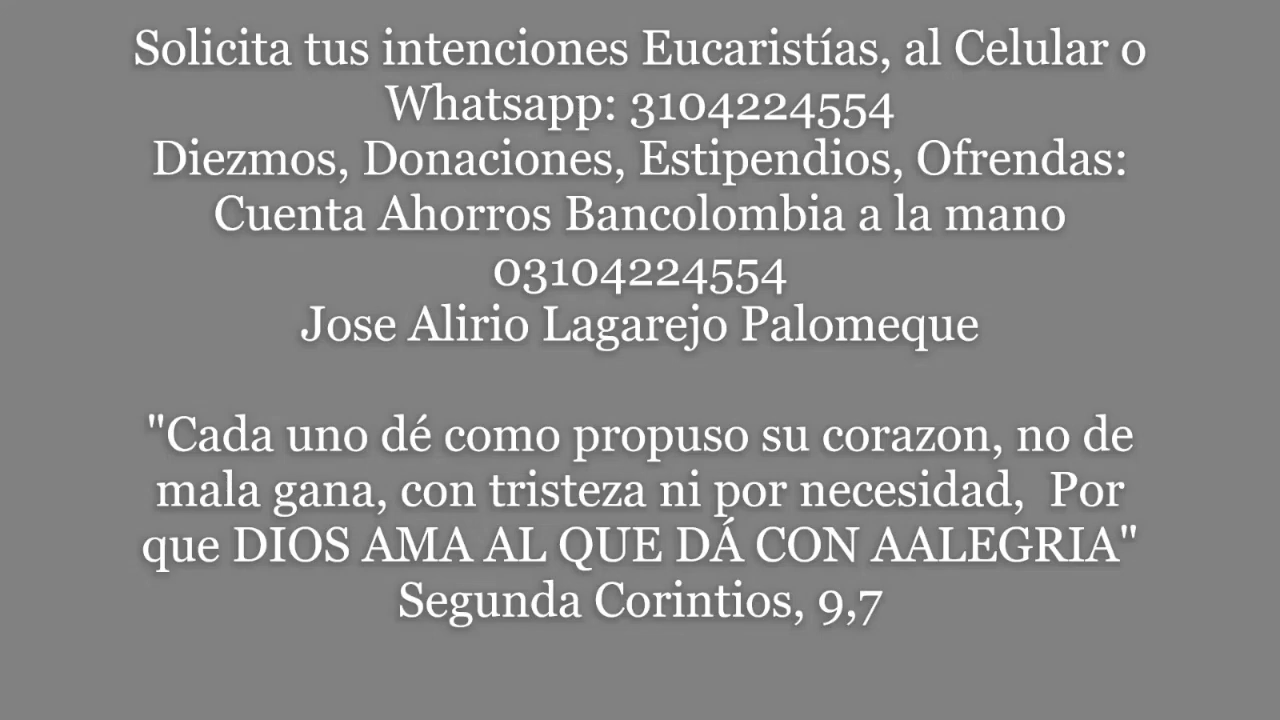 Solicita tus intenciones Eucaristías, al Celular o
Whatsapp: 3104224554
Diezmos, Donaciones, Estipendios, Ofrendas:
Cuenta Ahorros Bancolombia a la mano
03104224554
Jose Alirio Lagarejo Palomeque
"Cada uno dé como propuso su corazon, no de
mala gana, con tristeza ni por necesidad,  Por
que DIOS AMA AL QUE DÁ CON AALEGRIA"
Segunda Corintios, 9,7